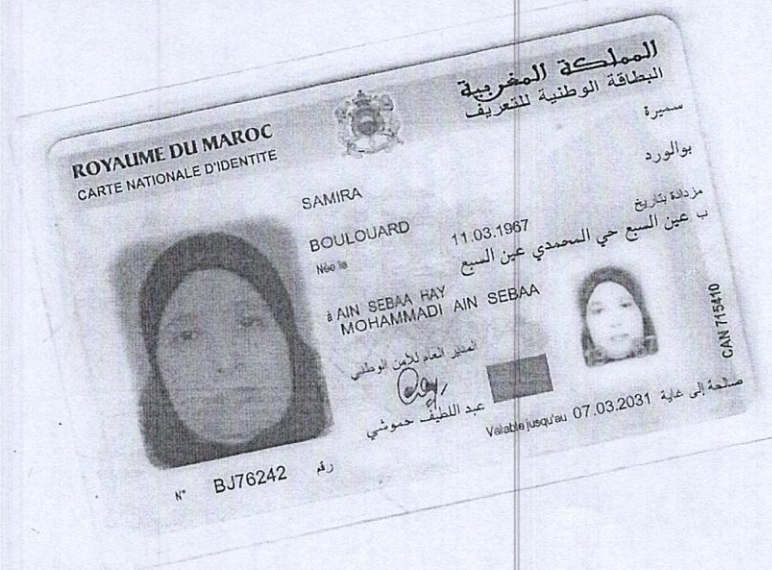 ROYAUME DU MAROC
CARTE NATIONALE D'IDENTITE
المملكة المغربية
البطاقة الوطنية للتعريف
سميرة
SAMIRA
بوالورد
BOULOUARD
مزدادة بتاريخ
Née le 11.03.1967
ب عين السبع حي المحمدي عين السبع
à AIN SEBAA HAY
MOHAMMADI AIN SEBAA
المدير العام للأمن الوطني
عبد اللطيف حموشي
CAN 715410
صالحة إلى غاية
Valable jusqu'au 07.03.2031
N° BJ76242 رقم